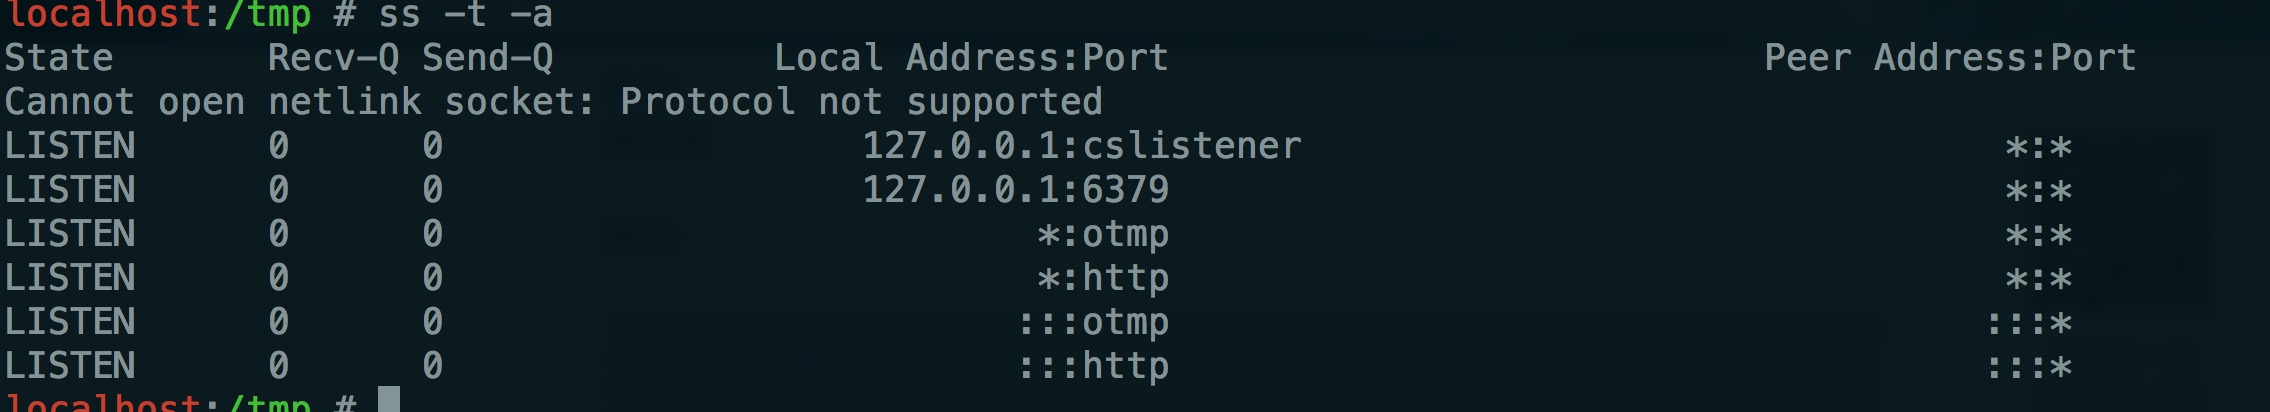 localhost:/tmp # ss -t -a
State Recv-Q Send-Q Local Address:Port Peer Address:Port
Cannot open netlink socket: Protocol not supported
LISTEN 0 0 127.0.0.1:cslistener *:*
LISTEN 0 0 127.0.0.1:6379 *:*
LISTEN 0 0 *:otmp *:*
LISTEN 0 0 *:http *:*
LISTEN 0 0 :::otmp :::*
LISTEN 0 0 :::http :::*
localhost:/tmp #